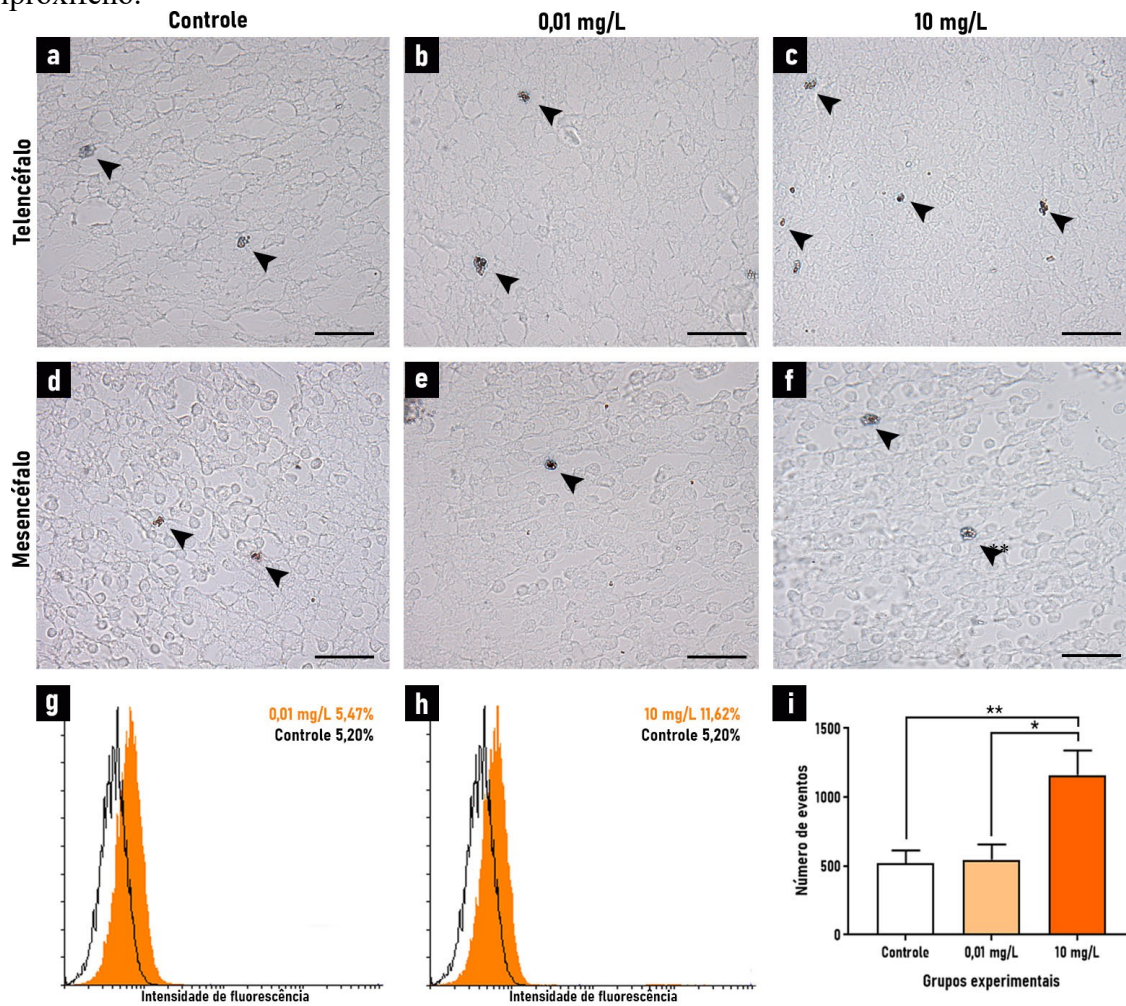 Controle 0,01 mg/L 10 mg/L
a b c
Telencéfalo
d e f
**
Mesencéfalo
g
0,01 mg/L 5,47%
Controle 5,20%
Intensidade de fluorescência
h
10 mg/L 11,62%
Controle 5,20%
Intensidade de fluorescência
i
**
*
1500
1000
500
0
Número de eventos
Controle 0,01 mg/L 10 mg/L
Grupos experimentais